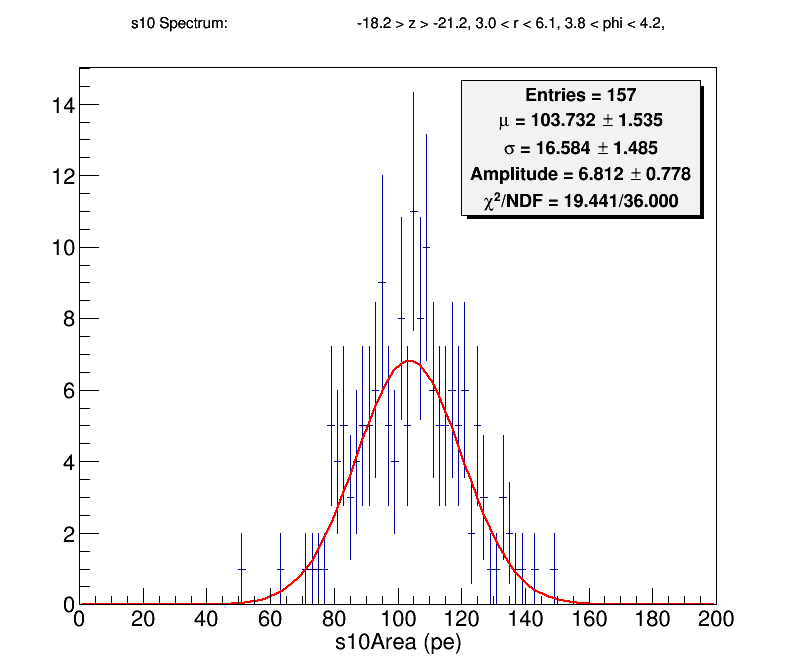 s10 Spectrum: -18.2 > z > -21.2, 3.0 < r < 6.1, 3.8 < phi < 4.2,
Entries = 157
μ = 103.732 ± 1.535
σ = 16.584 ± 1.485
Amplitude = 6.812 ± 0.778
χ²/NDF = 19.441/36.000
14
12
10
8
6
4
2
0
0 20 40 60 80 100 120 140 160 180 200
s10Area (pe)